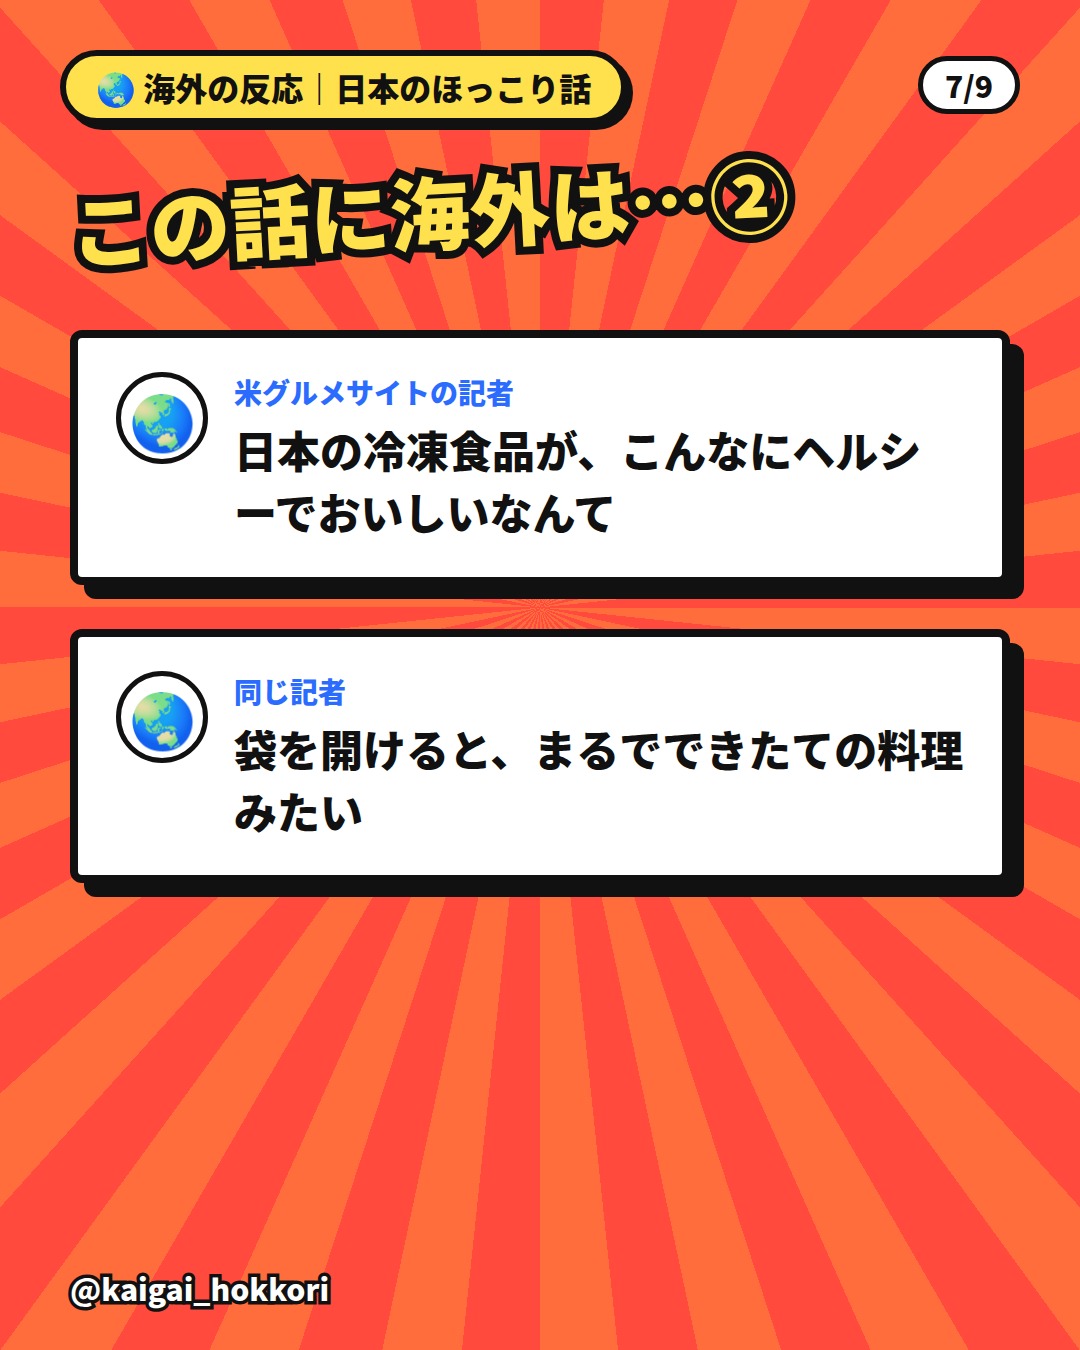 🌏 海外の反応｜日本のほっこり話
7/9
この話に海外は…②
米グルメサイトの記者
日本の冷凍食品が、こんなにヘルシ
ーでおいしいなんて
同じ記者
袋を開けると、まるでできたての料理
みたい
@kaigai_hokkori